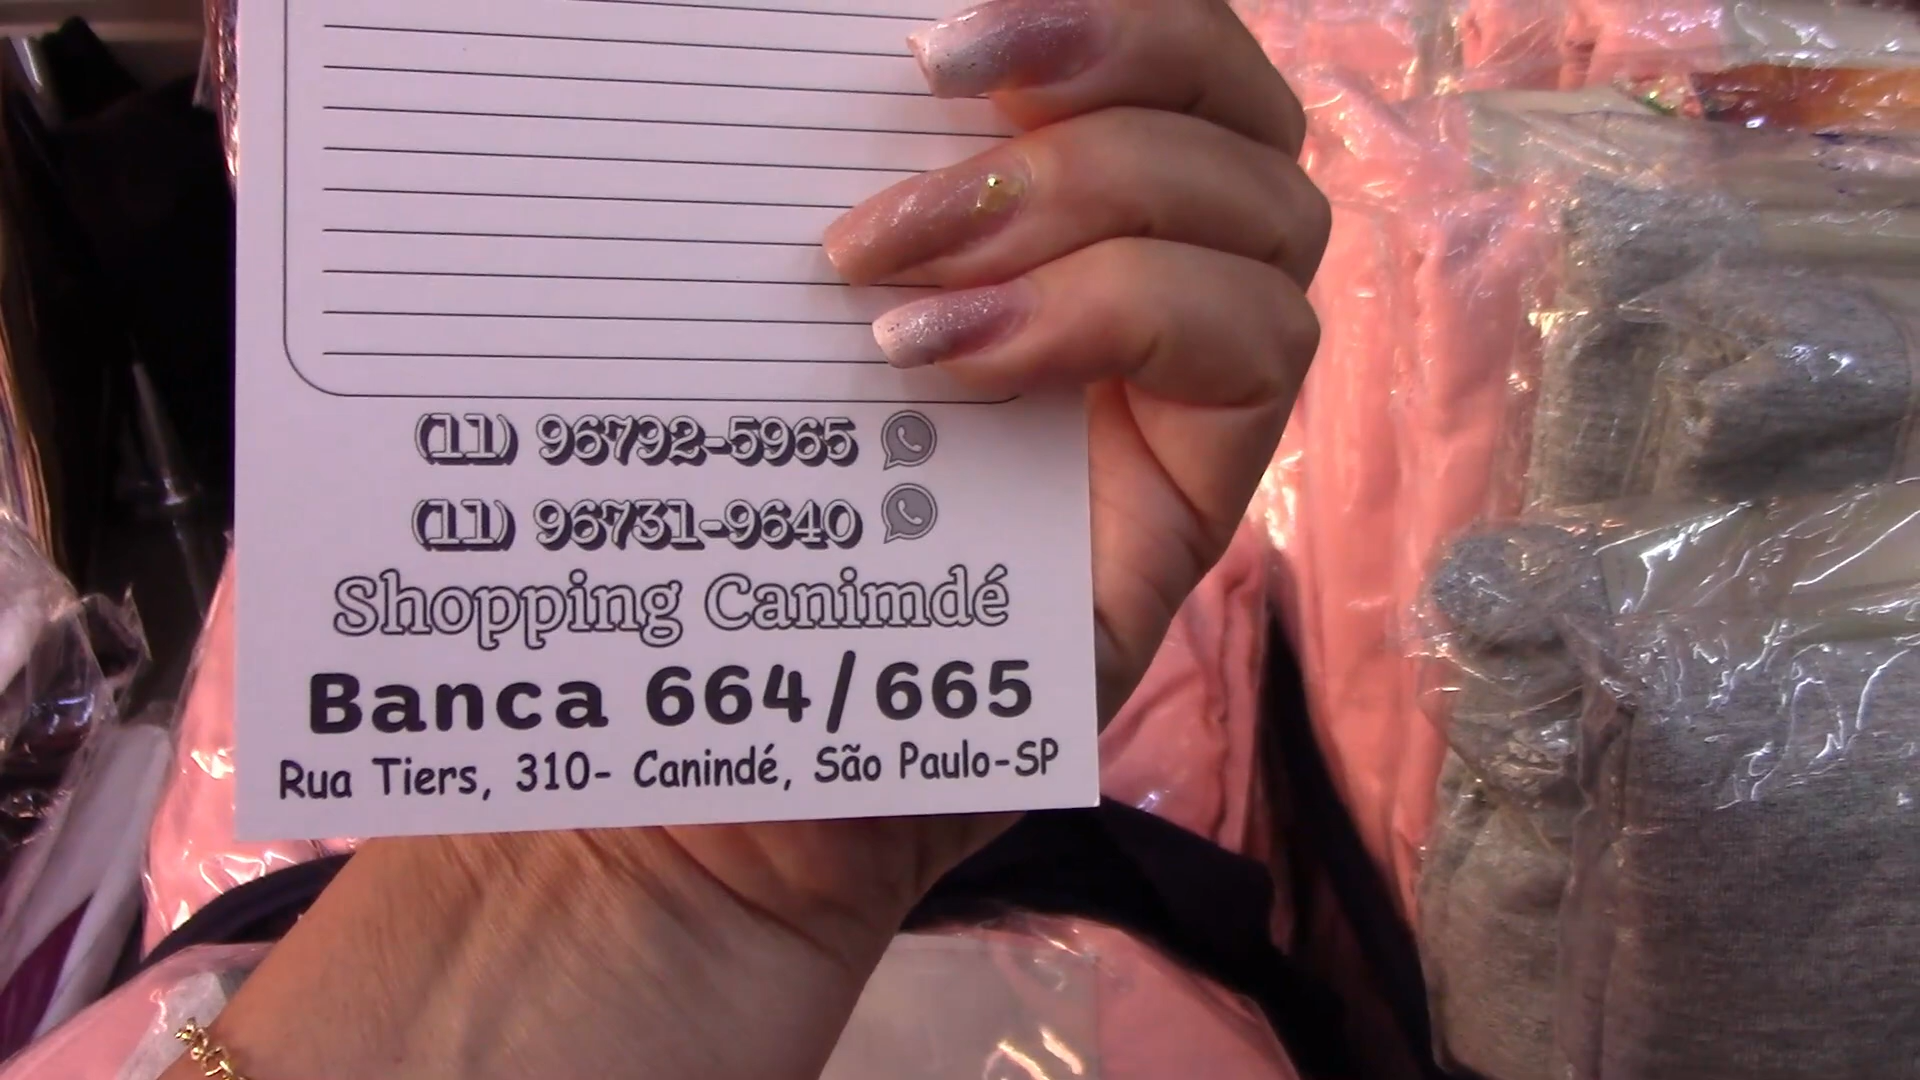 (11) 96792-5965
(11) 96731-9640
Shopping Canimdé
Banca 664/665
Rua Tiers, 310- Canindé, São Paulo-SP